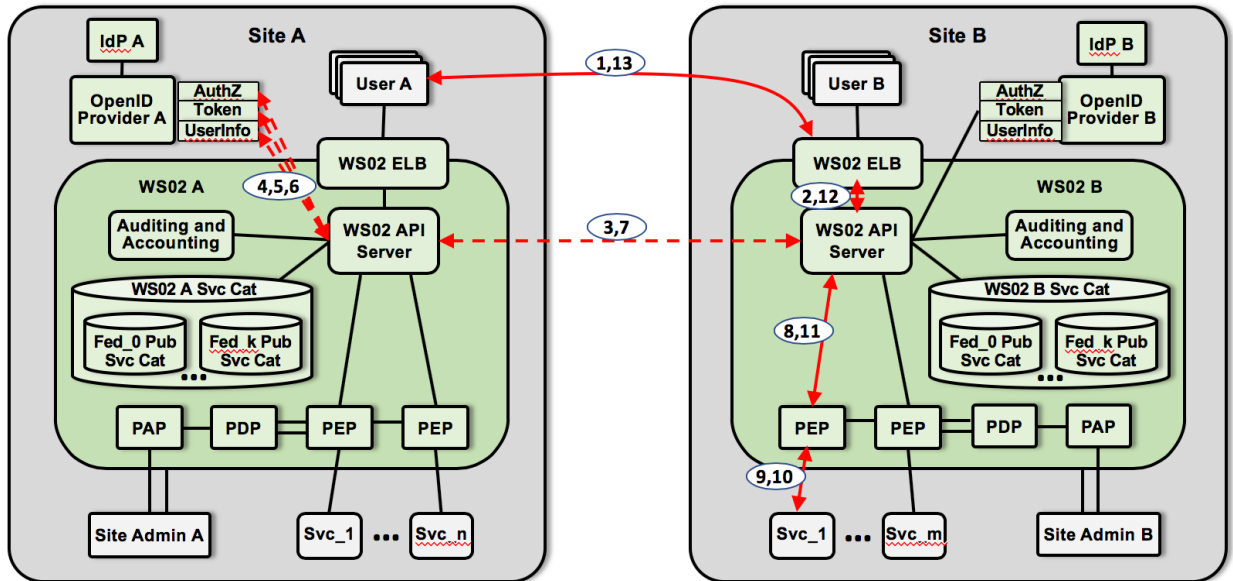 Site A
IdP A
OpenID
Provider A
AuthZ
Token
UserInfo
User A
WS02 ELB
WS02 A
4,5,6
Auditing and
Accounting
WS02 API
Server
WS02 A Svc Cat
Fed_0 Pub
Svc Cat
Fed_k Pub
Svc Cat
...
PAP
PDP
PEP
PEP
Site Admin A
Svc_1
...
Svc_n
1,13
3,7
Site B
IdP B
User B
AuthZ
Token
UserInfo
OpenID
Provider B
WS02 ELB
WS02 B
2,12
WS02 API
Server
Auditing and
Accounting
WS02 B Svc Cat
Fed_0 Pub
Svc Cat
Fed_k Pub
Svc Cat
...
8,11
PEP
PEP
PDP
PAP
9,10
Svc_1
...
Svc_m
Site Admin B